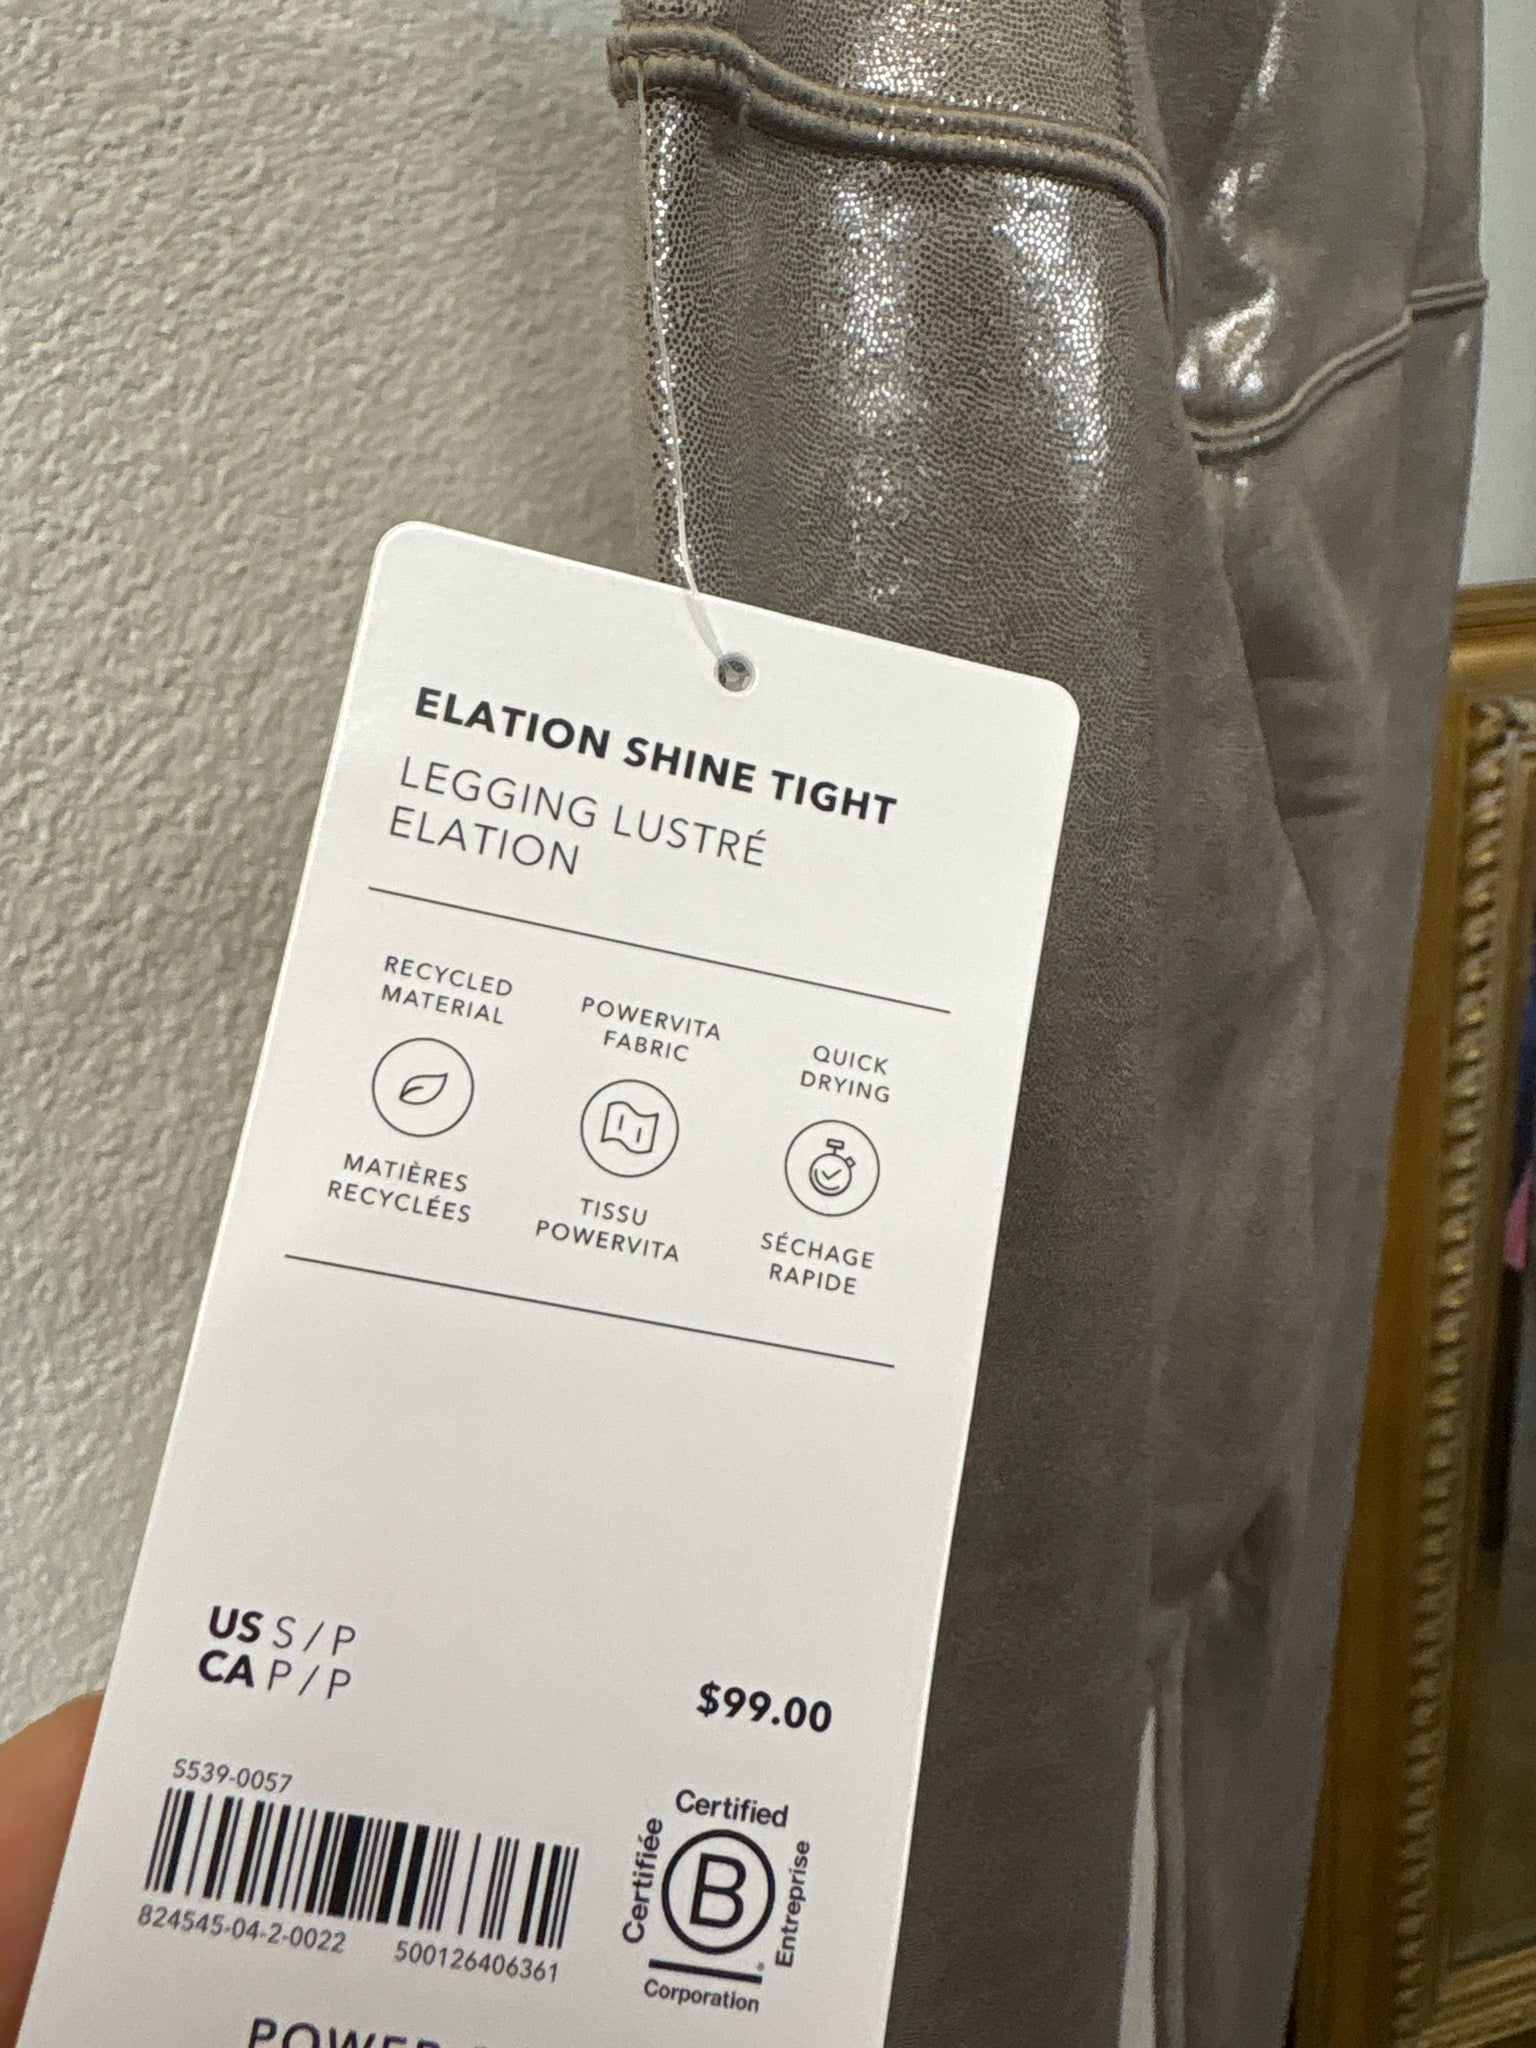 ELATION SHINE TIGHT
LEGGING LUSTRÉ
ELATION
RECYCLED
MATERIAL
MATIÈRES
RECYCLÉES
POWERVITA
FABRIC
TISSU
POWERVITA
QUICK
DRYING
SÉCHAGE
RAPIDE
US S / P
CA P / P
$99.00
S539-0057
824545-04-2-0022
500126406361
Certified
Certifiée
B
Entreprise
®
Corporation